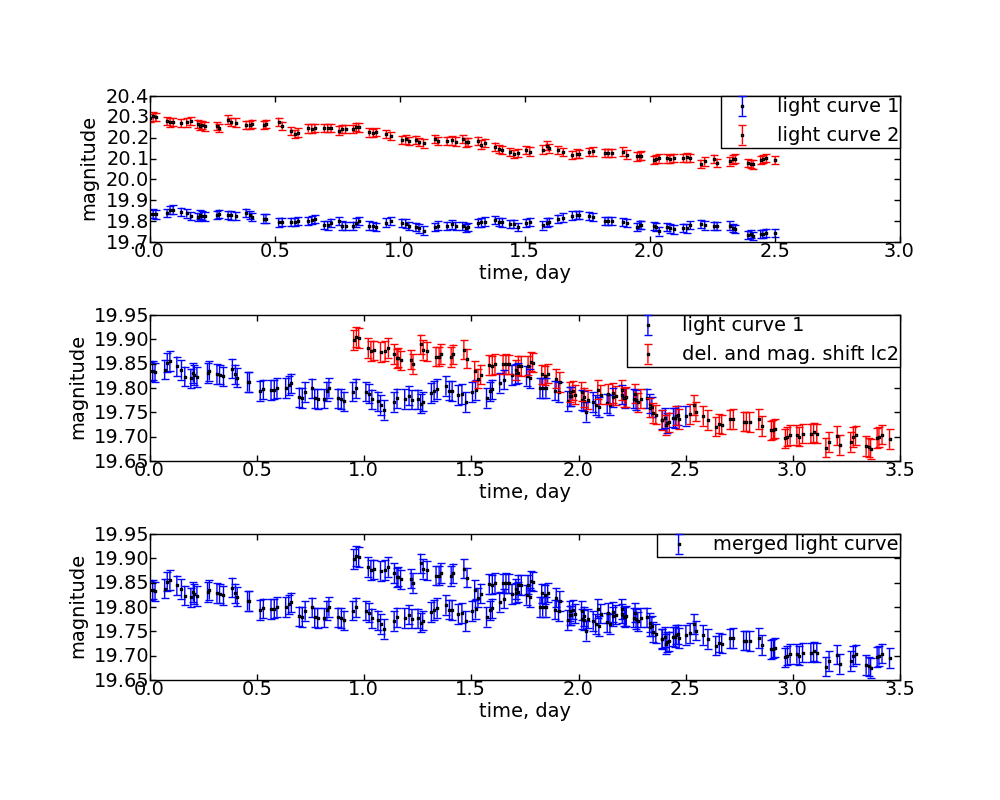 20.4
20.3
20.2
20.1
20.0
19.9
19.8
19.7
magnitude
light curve 1
light curve 2
0.0 0.5 1.0 1.5 2.0 2.5 3.0
time, day
19.95
19.90
19.85
19.80
19.75
19.70
19.65
magnitude
light curve 1
del. and mag. shift lc2
0.0 0.5 1.0 1.5 2.0 2.5 3.0 3.5
time, day
19.95
19.90
19.85
19.80
19.75
19.70
19.65
magnitude
merged light curve
0.0 0.5 1.0 1.5 2.0 2.5 3.0 3.5
time, day